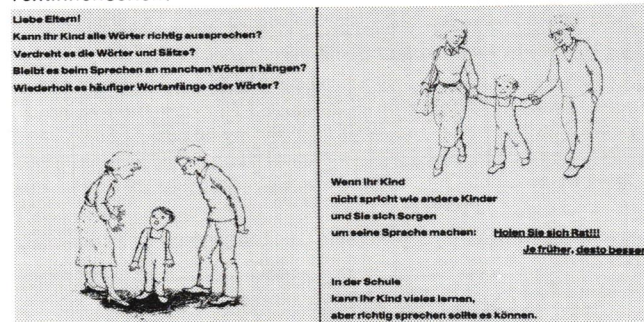 Liebe Eltern!
Kann Ihr Kind alle Wörter richtig aussprechen?
Verdreht es die Wörter und Sätze?
Bleibt es beim Sprechen an manchen Wörtern hängen?
Wiederholt es häufiger Wortanfänge oder Wörter?
Wenn Ihr Kind
nicht spricht wie andere Kinder
und Sie sich Sorgen
um seine Sprache machen: Holen Sie sich Rat!!!
Je früher, desto besser
In der Schule
kann Ihr Kind vieles lernen,
aber richtig sprechen sollte es können.